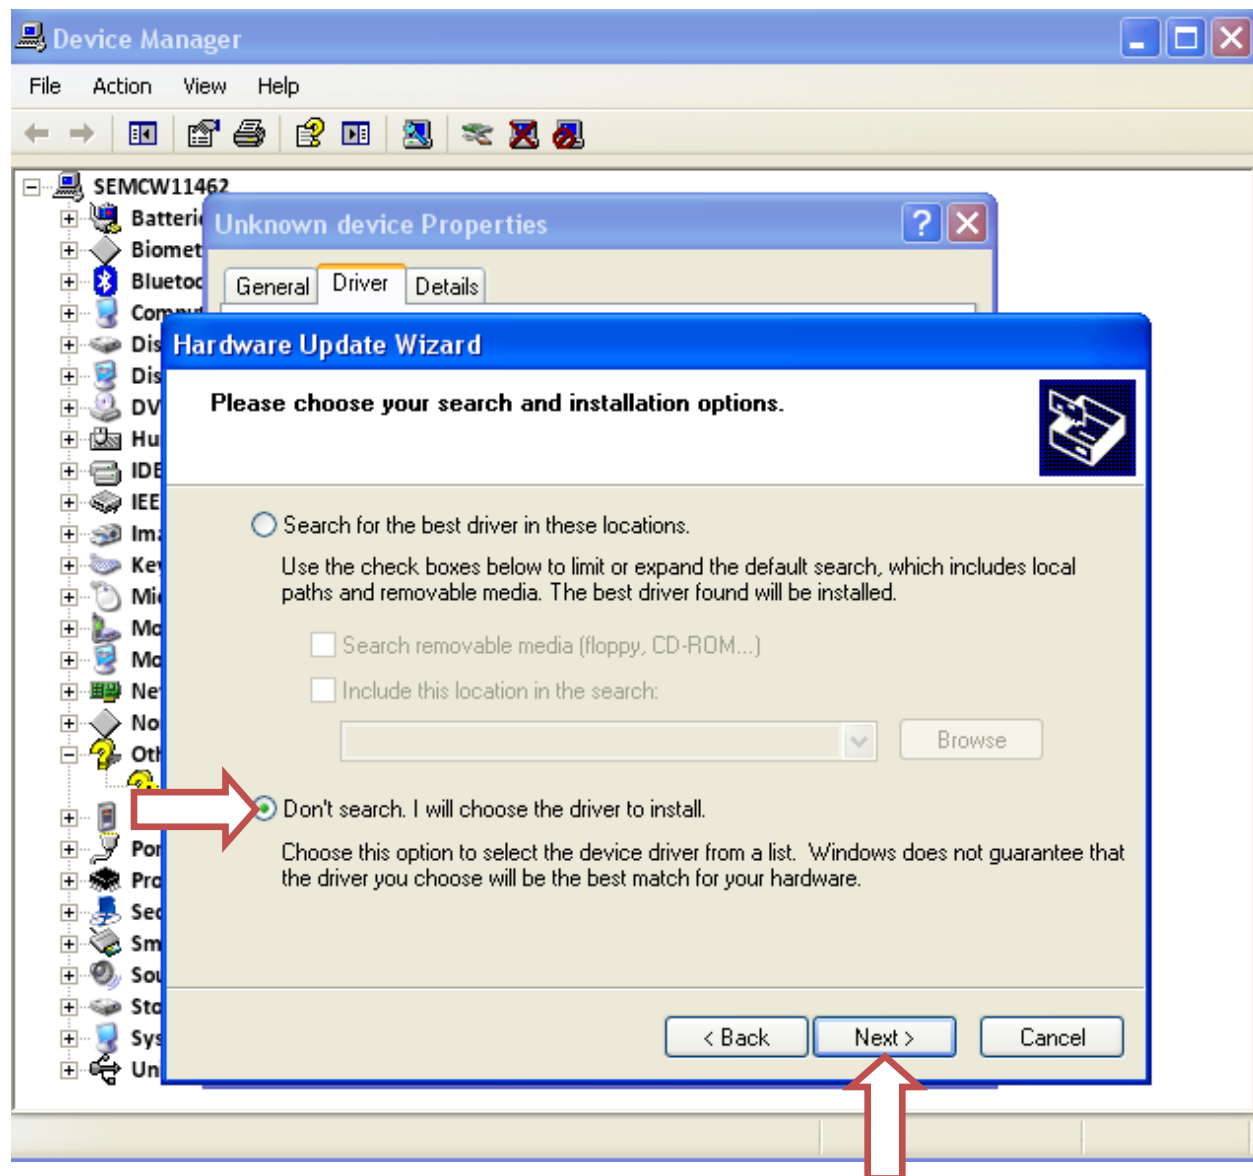 Device Manager
File Action View Help
SEMCW11462
Unknown device Properties
General Driver Details
Hardware Update Wizard
Please choose your search and installation options.
Search for the best driver in these locations.
Use the check boxes below to limit or expand the default search, which includes local
paths and removable media. The best driver found will be installed.
Search removable media (floppy, CD-ROM...)
Include this location in the search:
Browse
Don't search. I will choose the driver to install.
Choose this option to select the device driver from a list. Windows does not guarantee that
the driver you choose will be the best match for your hardware.
< Back Next > Cancel